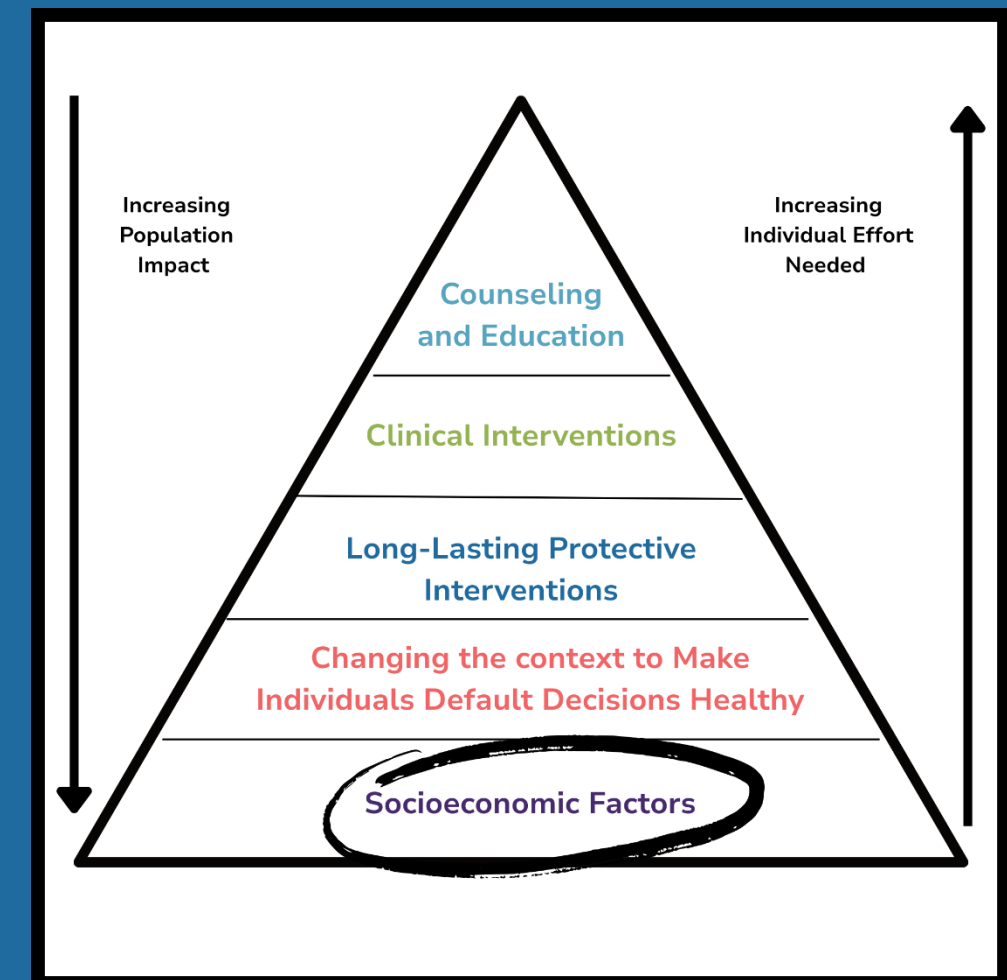 Increasing
Population
Impact
Increasing
Individual Effort
Needed
Counseling
and Education
Clinical Interventions
Long-Lasting Protective
Interventions
Changing the context to Make
Individuals Default Decisions Healthy
Socioeconomic Factors